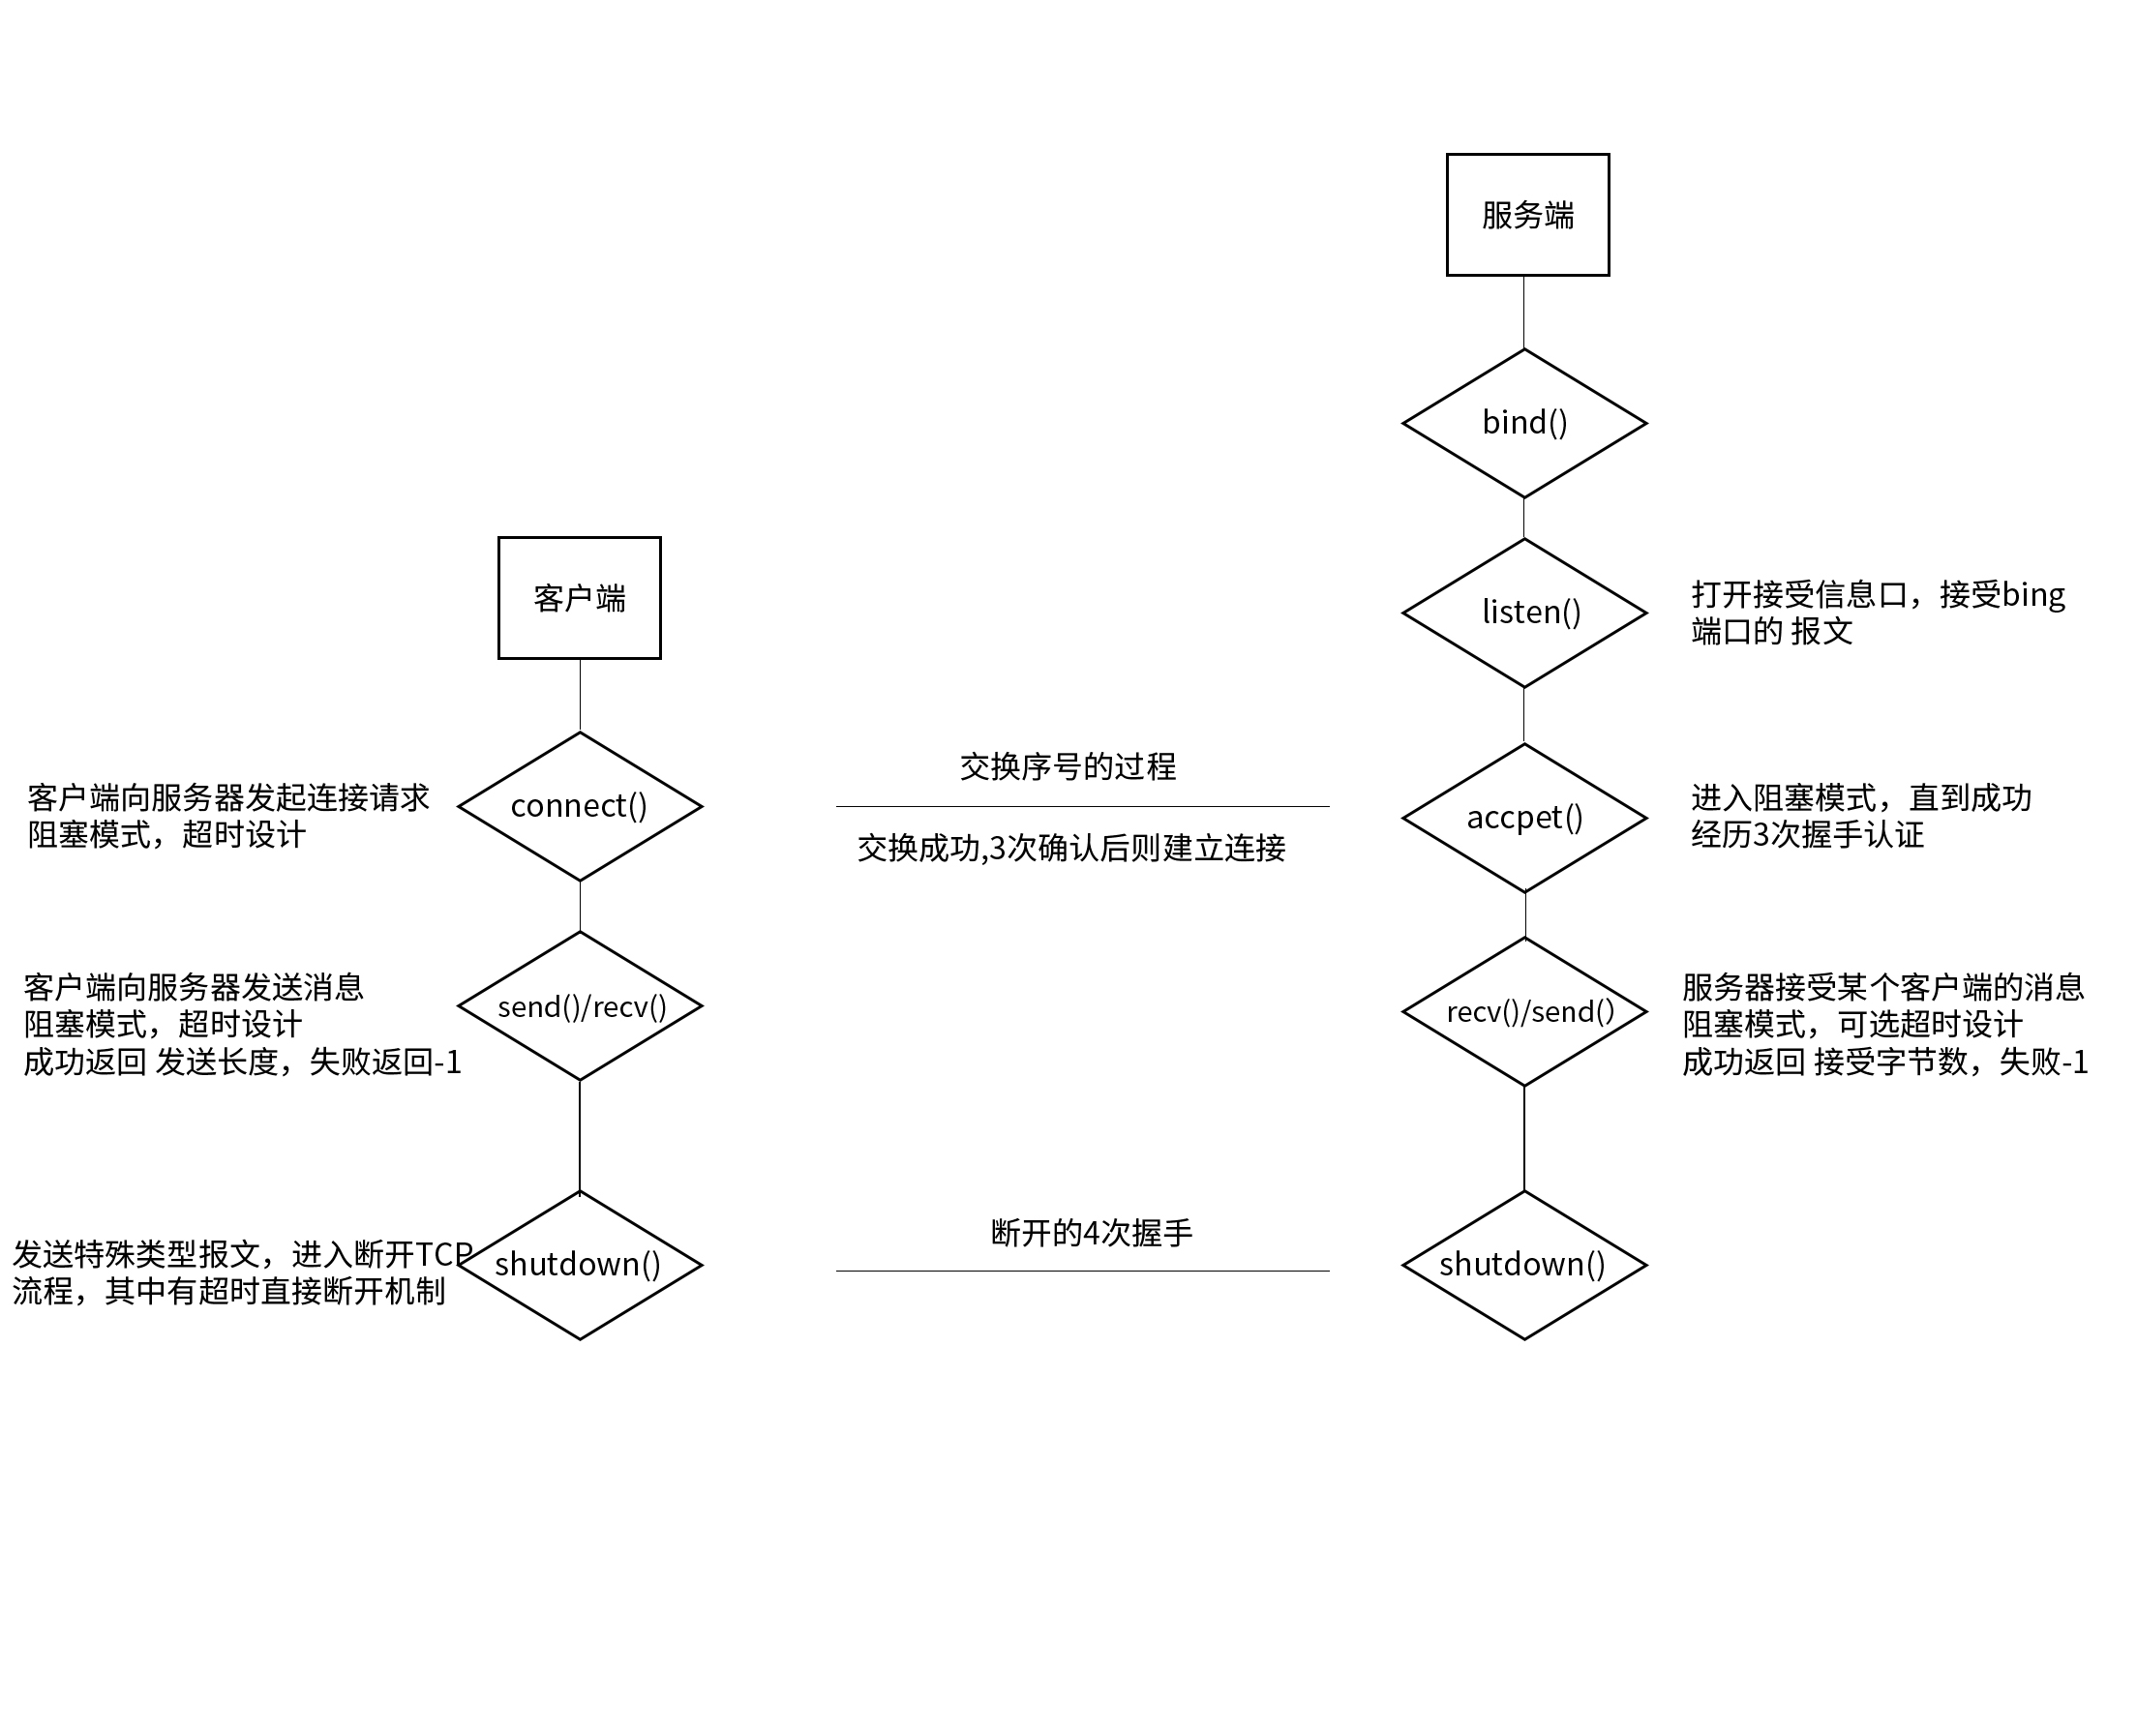 服务端
bind()
客户端
listen()
打开接受信息口，接受bing
端口的 报文
客户端向服务器发起连接请求
阻塞模式，超时设计
connect()
交换序号的过程
交换成功,3次确认后则建立连接
accpet()
进入阻塞模式，直到成功
经历3次握手认证
客户端向服务器发送消息
阻塞模式，超时设计
成功返回 发送长度，失败返回-1
send()/recv()
recv()/send()
服务器接受某个客户端的消息
阻塞模式，可选超时设计
成功返回 接受字节数，失败-1
发送特殊类型报文，进入断开TCP
流程，其中有超时直接断开机制
shutdown()
断开的4次握手
shutdown()